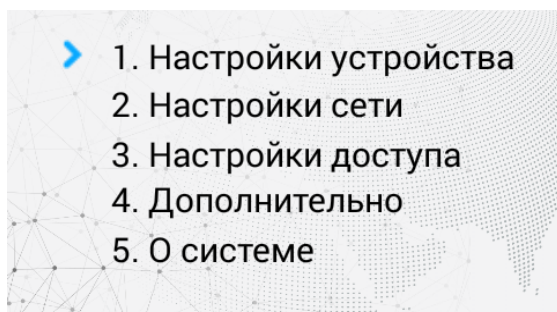 1. Настройки устройства
2. Настройки сети
3. Настройки доступа
4. Дополнительно
5. О системе